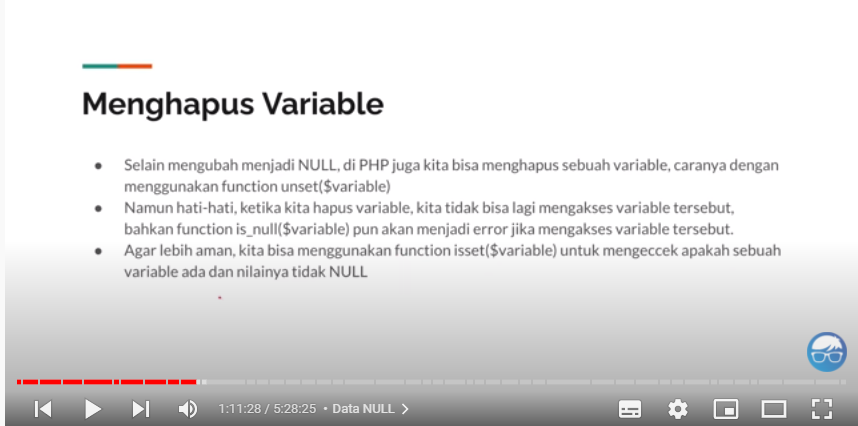 Menghapus Variable
● Selain mengubah menjadi NULL, di PHP juga kita bisa menghapus sebuah variable, caranya dengan
menggunakan function unset($variable)
● Namun hati-hati, ketika kita hapus variable, kita tidak bisa lagi mengakses variable tersebut,
bahkan function is_null($variable) pun akan menjadi error jika mengakses variable tersebut.
● Agar lebih aman, kita bisa menggunakan function isset($variable) untuk mengeccek apakah sebuah
variable ada dan nilainya tidak NULL
1:11:28 / 5:28:25 • Data NULL >